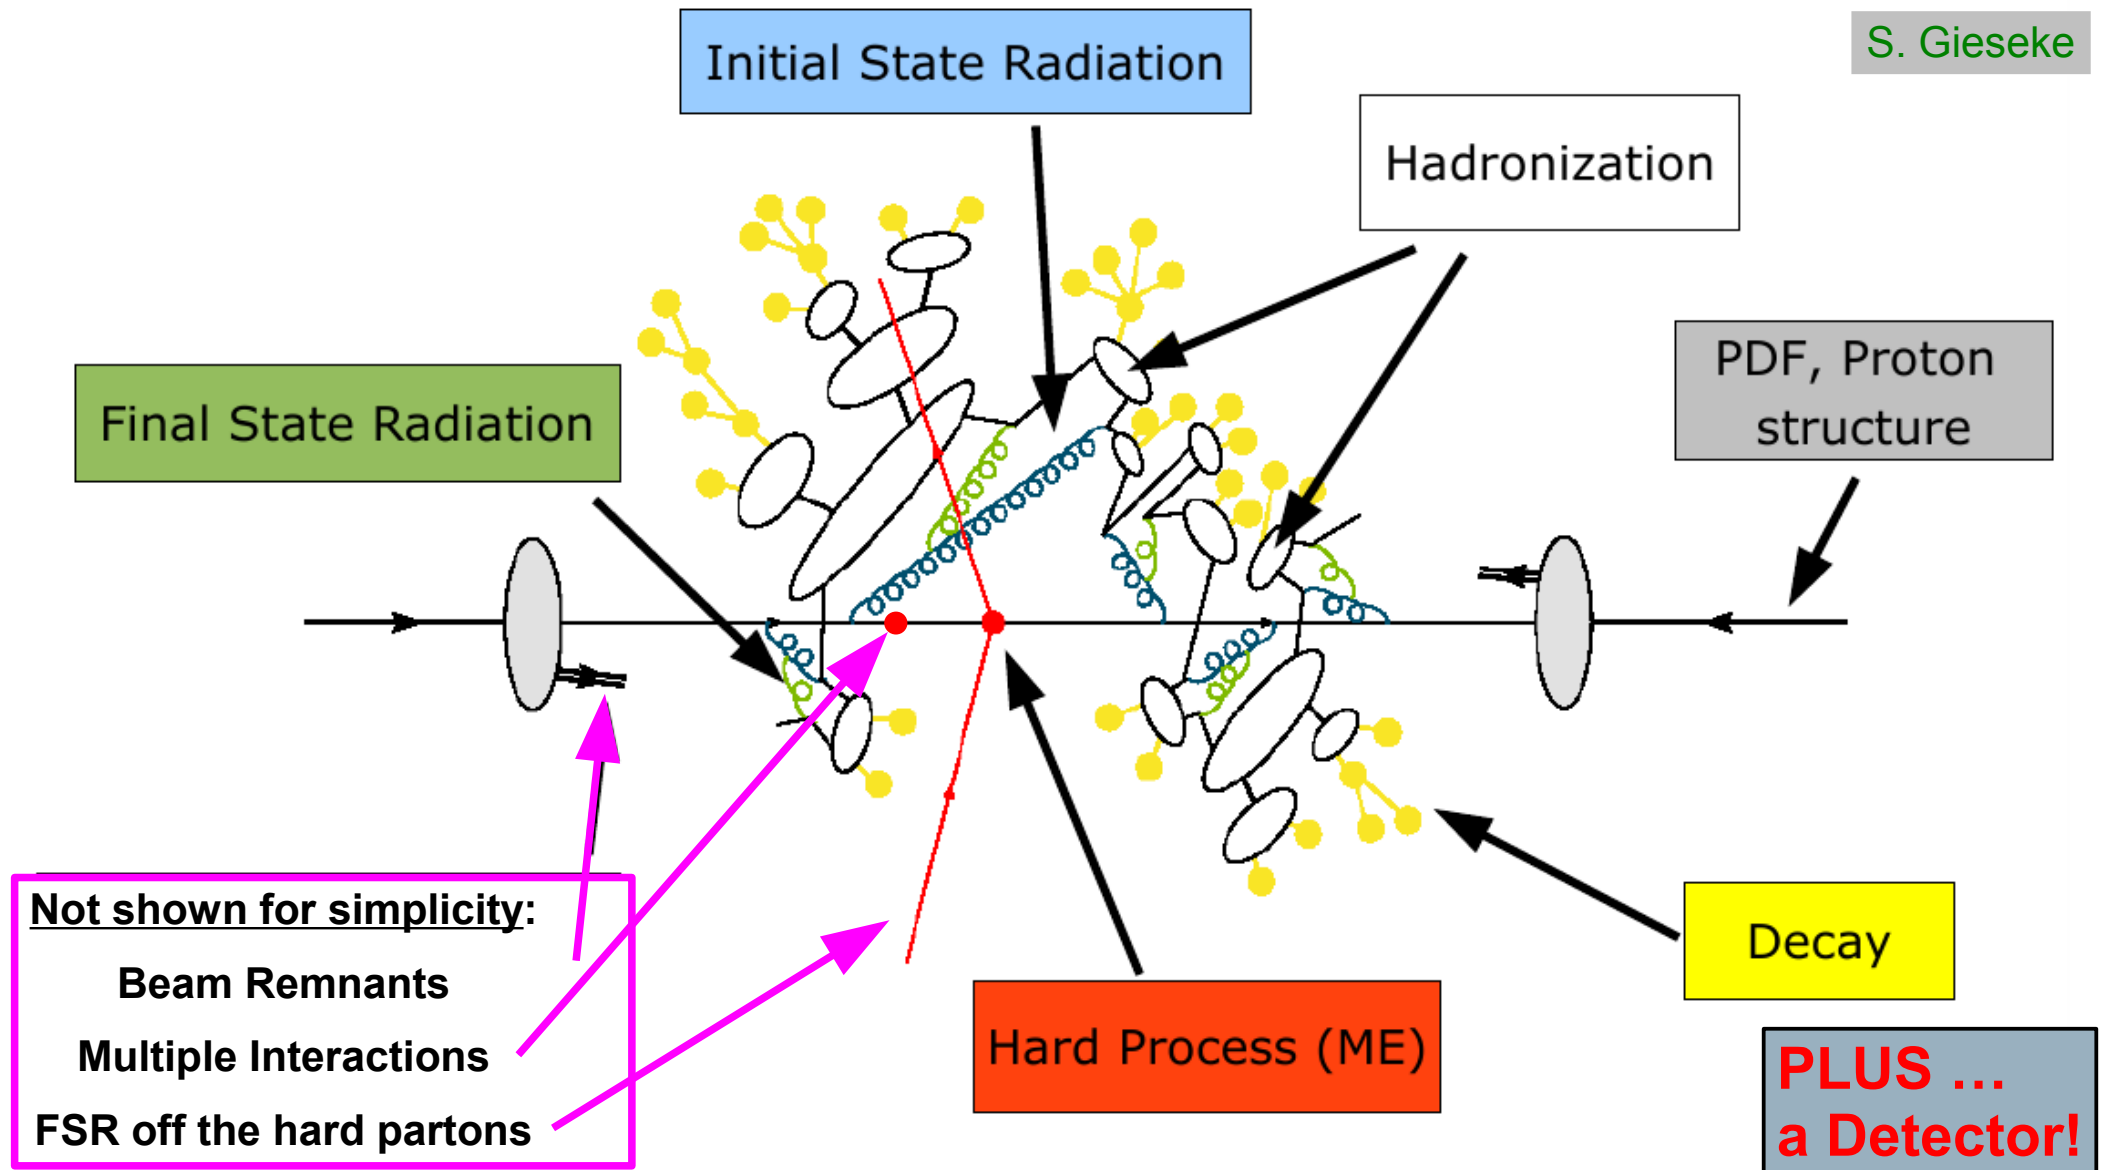 Initial State Radiation
S. Gieseke
Hadronization
PDF, Proton
structure
Final State Radiation
Not shown for simplicity:
Beam Remnants
Multiple Interactions
FSR off the hard partons
Hard Process (ME)
Decay
PLUS …
a Detector!